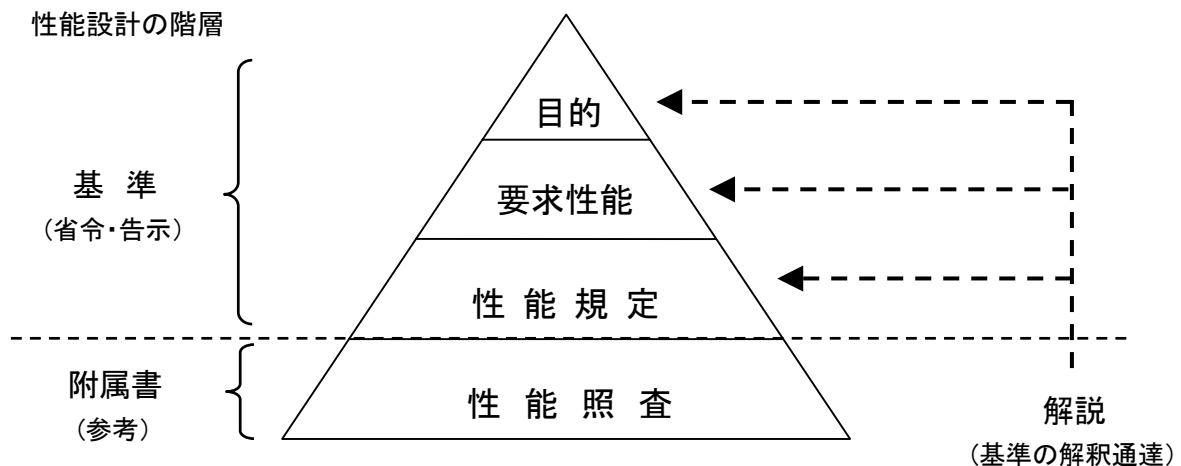 性能設計の階層
目的
基 準
(省令・告示)
要求性能
性 能 規 定
附属書
(参考)
性 能 照 査
解説
(基準の解釈通達)